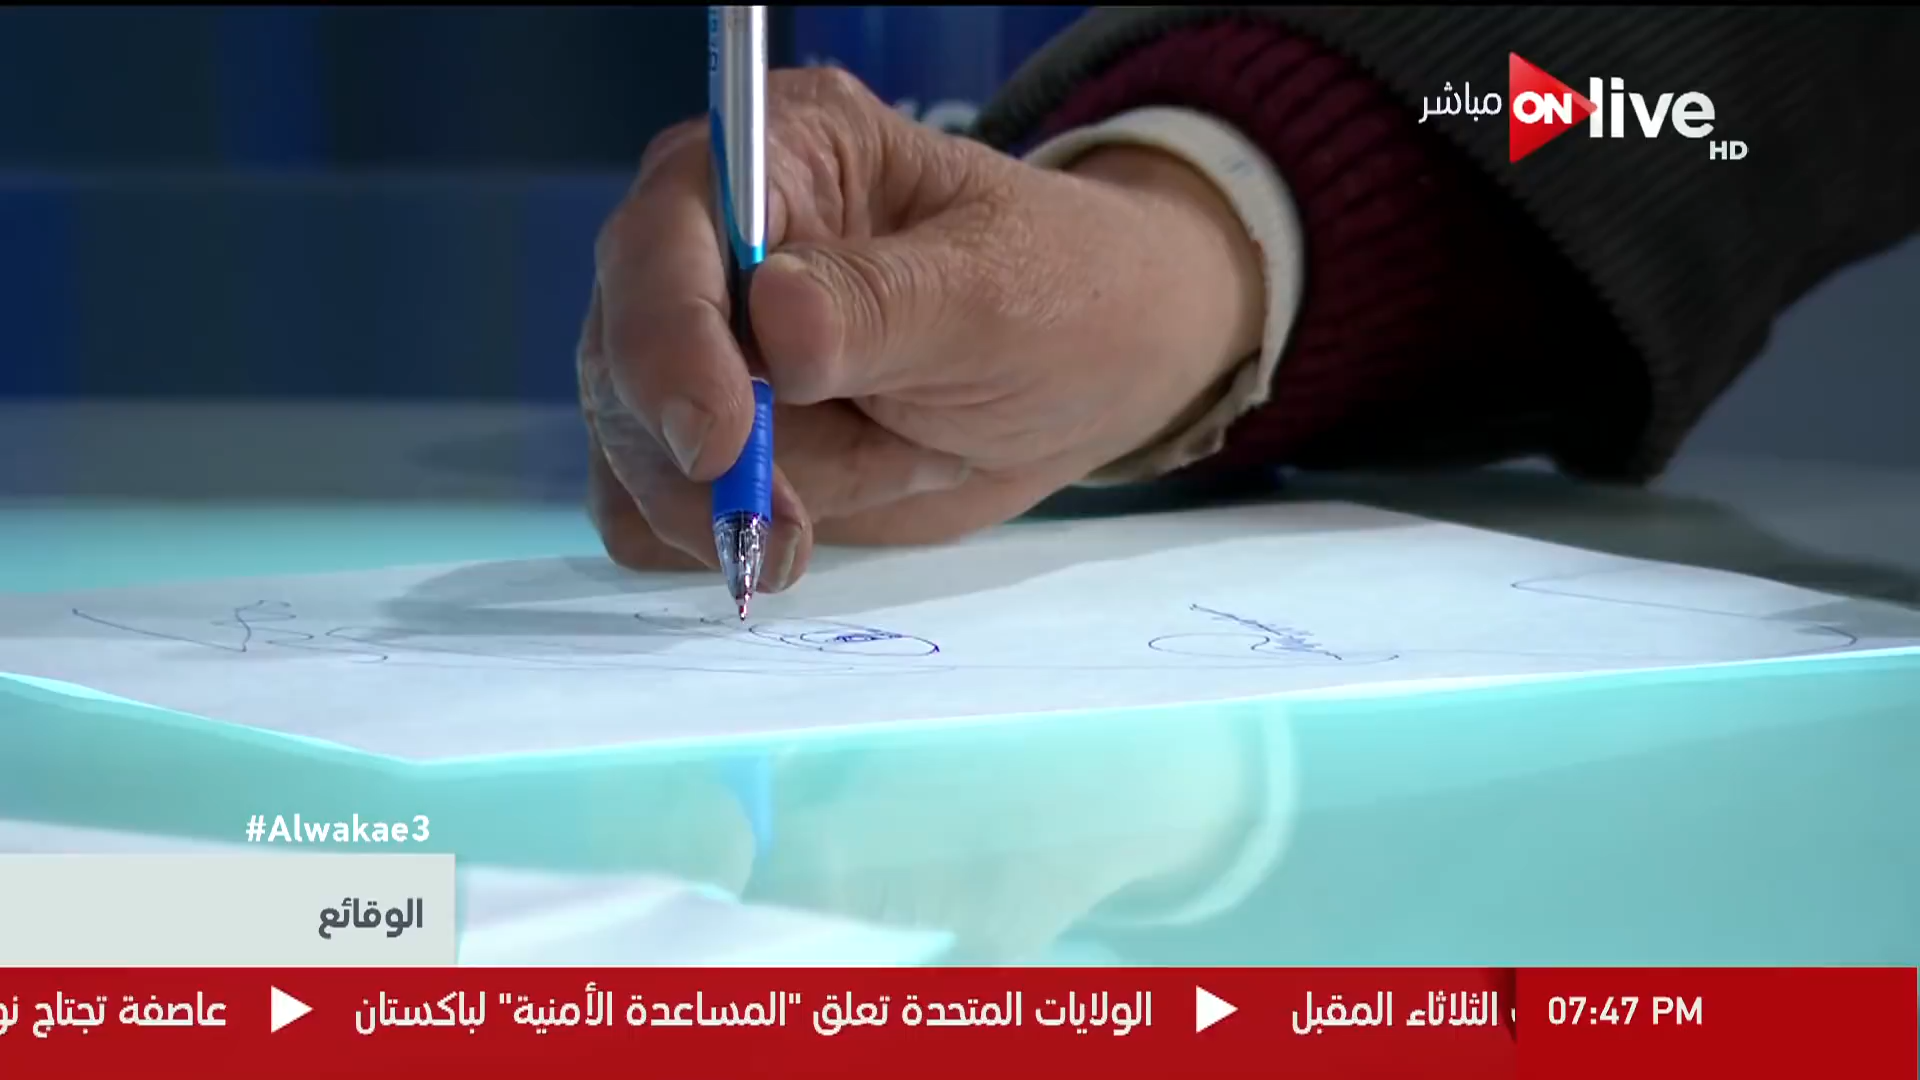 مباشر ON live
HD
#Alwakae3
الوقائع
الثلاثاء المقبل ◀ الولايات المتحدة تعلق "المساعدة الأمنية" لباكستان ◀ عاصفة تجتاح
07:47 PM